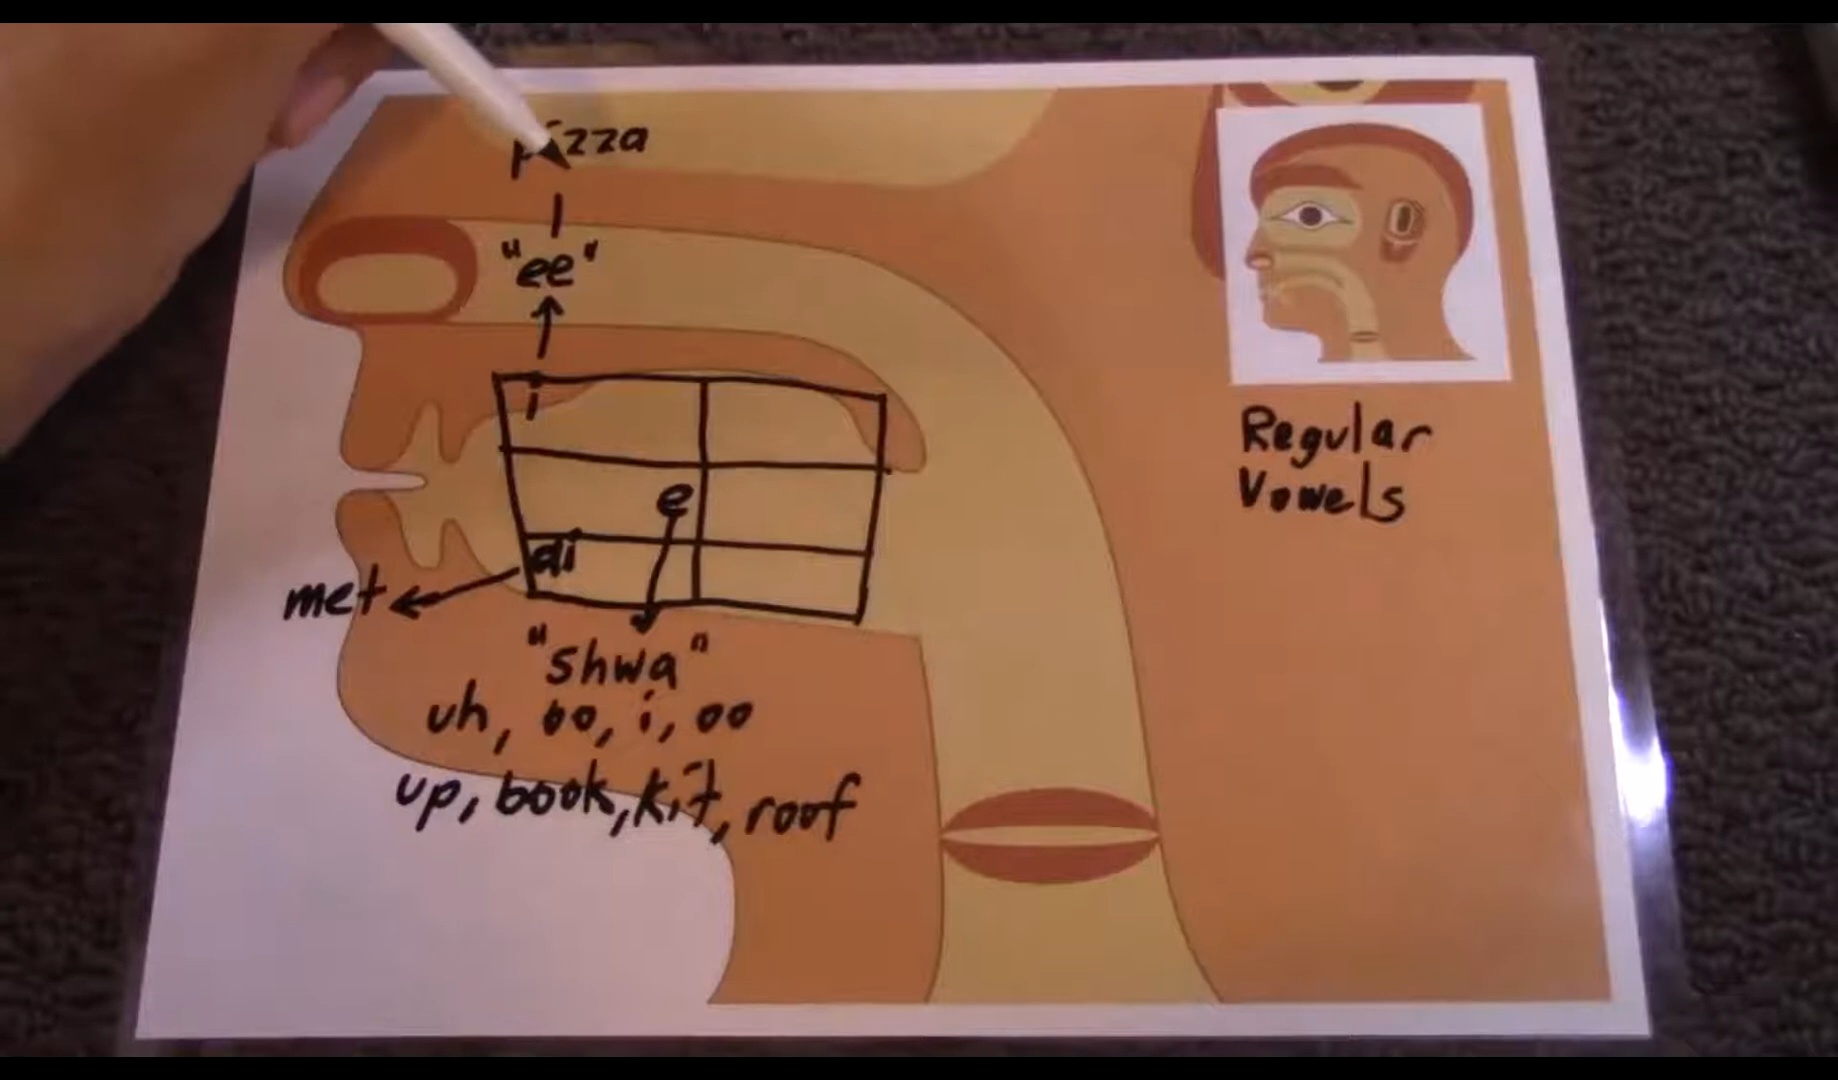 pizza
"ee"
i
e
ai
met
"shwa"
uh, oo, i, oo
up, book, kit, roof
Regular
Vowels